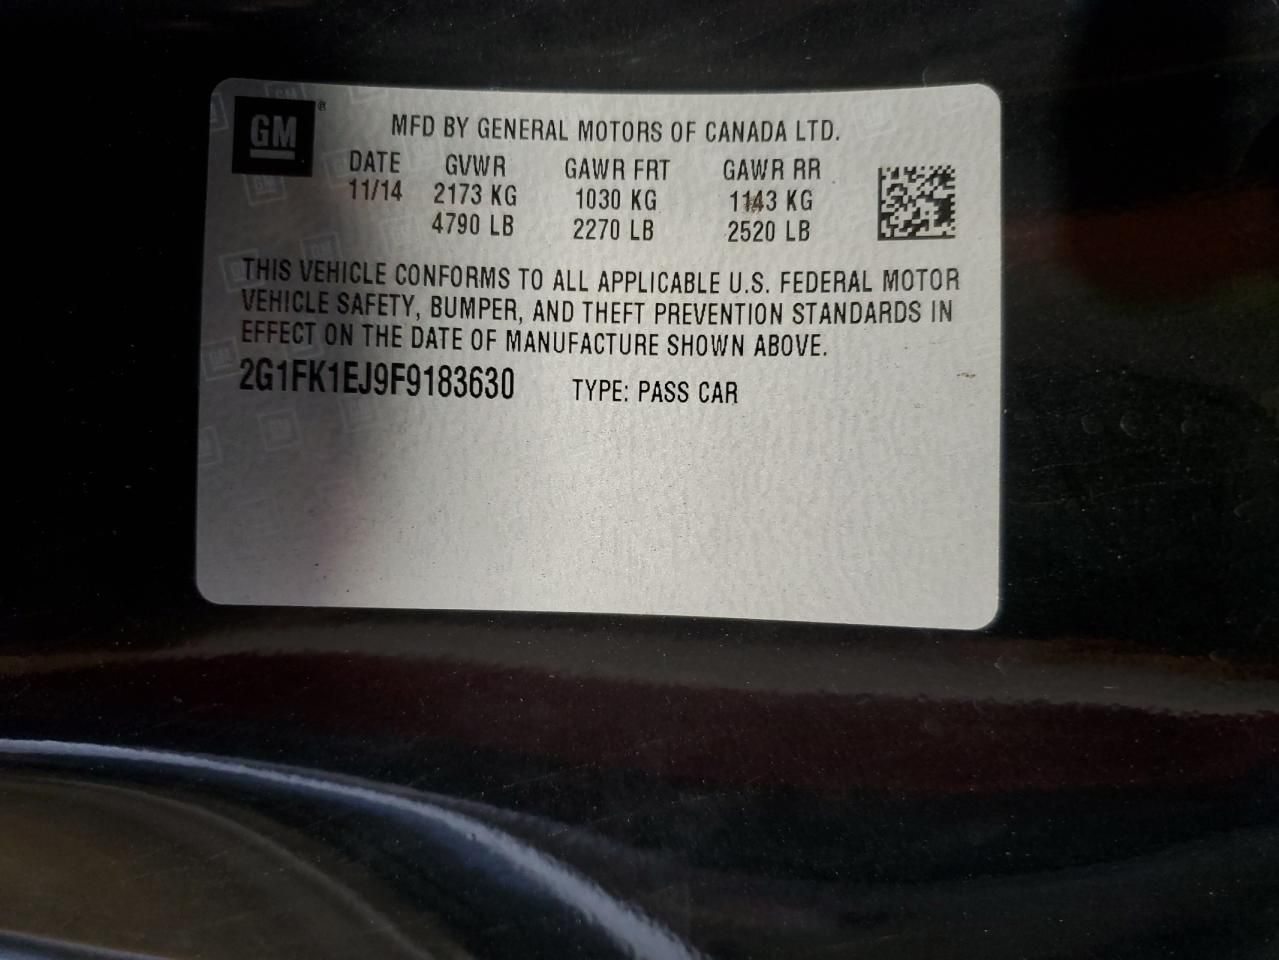 GM®
MFD BY GENERAL MOTORS OF CANADA LTD.
DATE GVWR GAWR FRT GAWR RR
11/14 2173 KG 1030 KG 1143 KG
4790 LB 2270 LB 2520 LB
THIS VEHICLE CONFORMS TO ALL APPLICABLE U.S. FEDERAL MOTOR
VEHICLE SAFETY, BUMPER, AND THEFT PREVENTION STANDARDS IN
EFFECT ON THE DATE OF MANUFACTURE SHOWN ABOVE.
2G1FK1EJ9F9183630 TYPE: PASS CAR